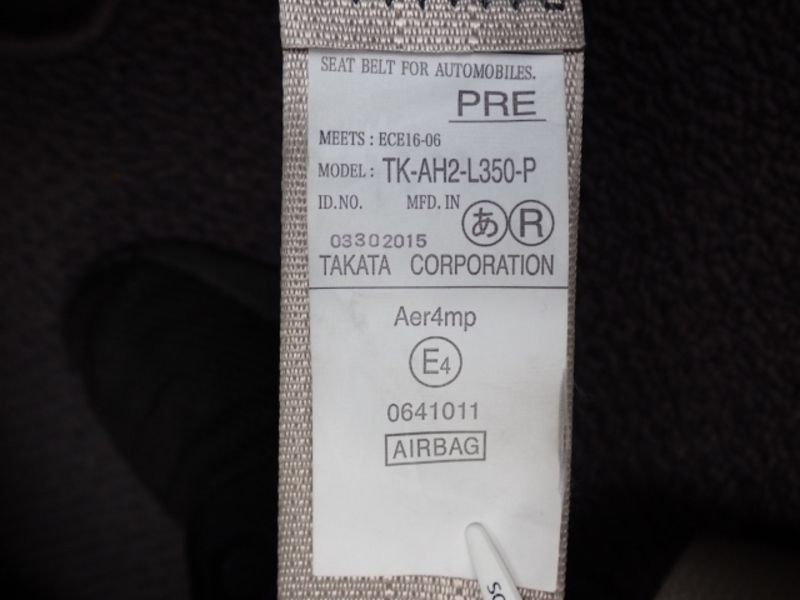 SEAT BELT FOR AUTOMOBILES.
PRE
MEETS : ECE16-06
MODEL : TK-AH2-L350-P
ID.NO. MFD. IN あ R
03302015
TAKATA CORPORATION
Aer4mp
E4
0641011
AIRBAG